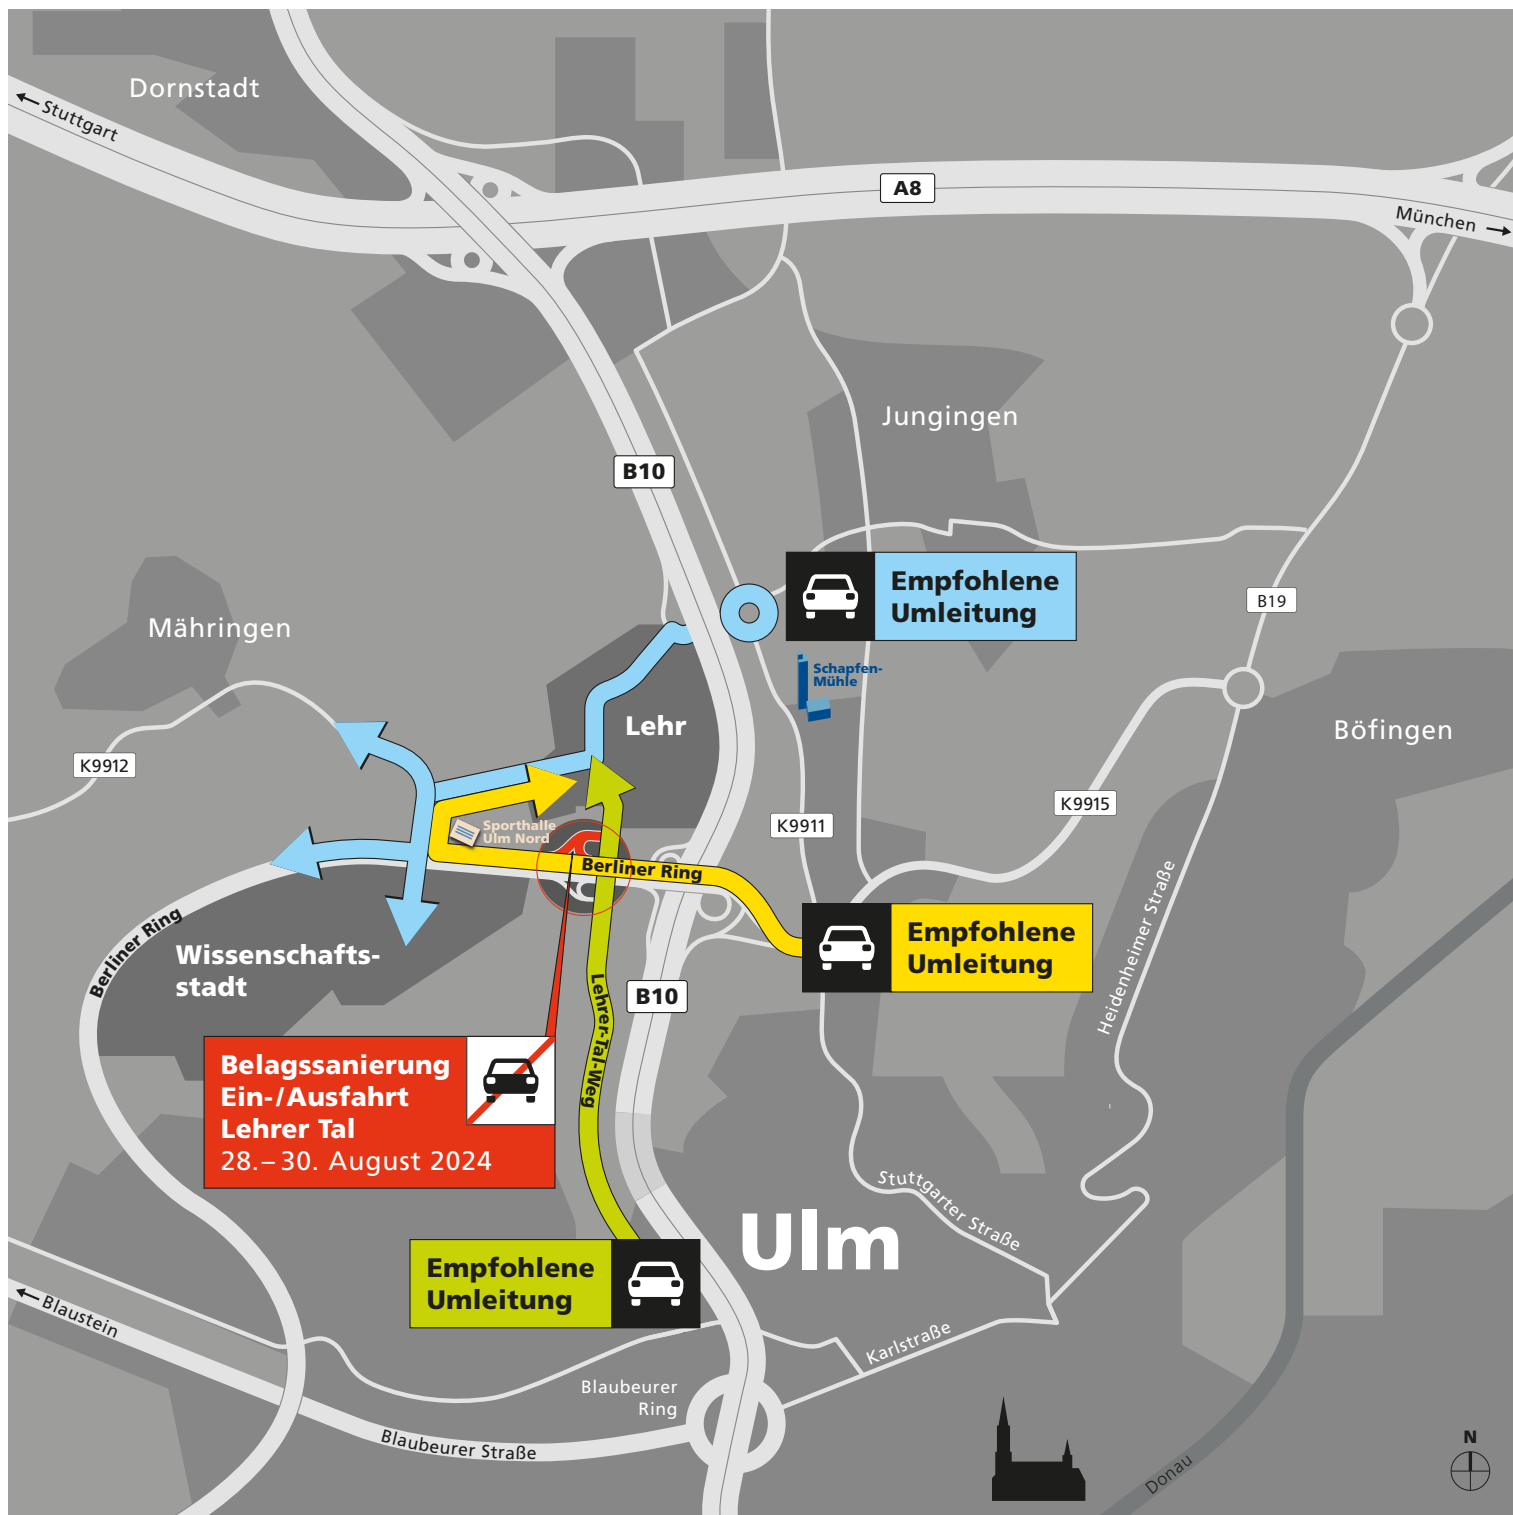 Dornstadt
Stuttgart
A8
München
Jungingen
B10
Empfohlene
Umleitung
B19
Mähringen
Schapfen-
Mühle
Lehr
Böfingen
K9912
K9915
K9911
Sporthalle
Ulm Nord
Berliner Ring
Heidenheimer Straße
Berliner Ring
Empfohlene
Umleitung
Wissenschafts-
stadt
Lehrer-Tal-Weg
B10
Belagssanierung
Ein-/Ausfahrt
Lehrer Tal
28.–30. August 2024
Stuttgarter Straße
Ulm
Empfohlene
Umleitung
Blaustein
Karlstraße
Blaubeurer
Ring
Blaubeurer Straße
Donau
N